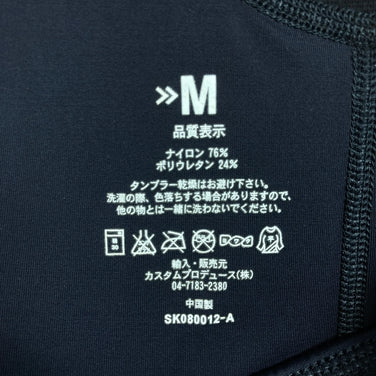 »M
品質表示
ナイロン 76%
ポリウレタン 24%
タンブラー乾燥はお避け下さい。
洗濯の際、色落ちする場合がありますので、
他の物とは一緒に洗わないでください。
輸入・販売元
カスタムプロデュース(株)
04-7183-2380
中国製
SK080012-A